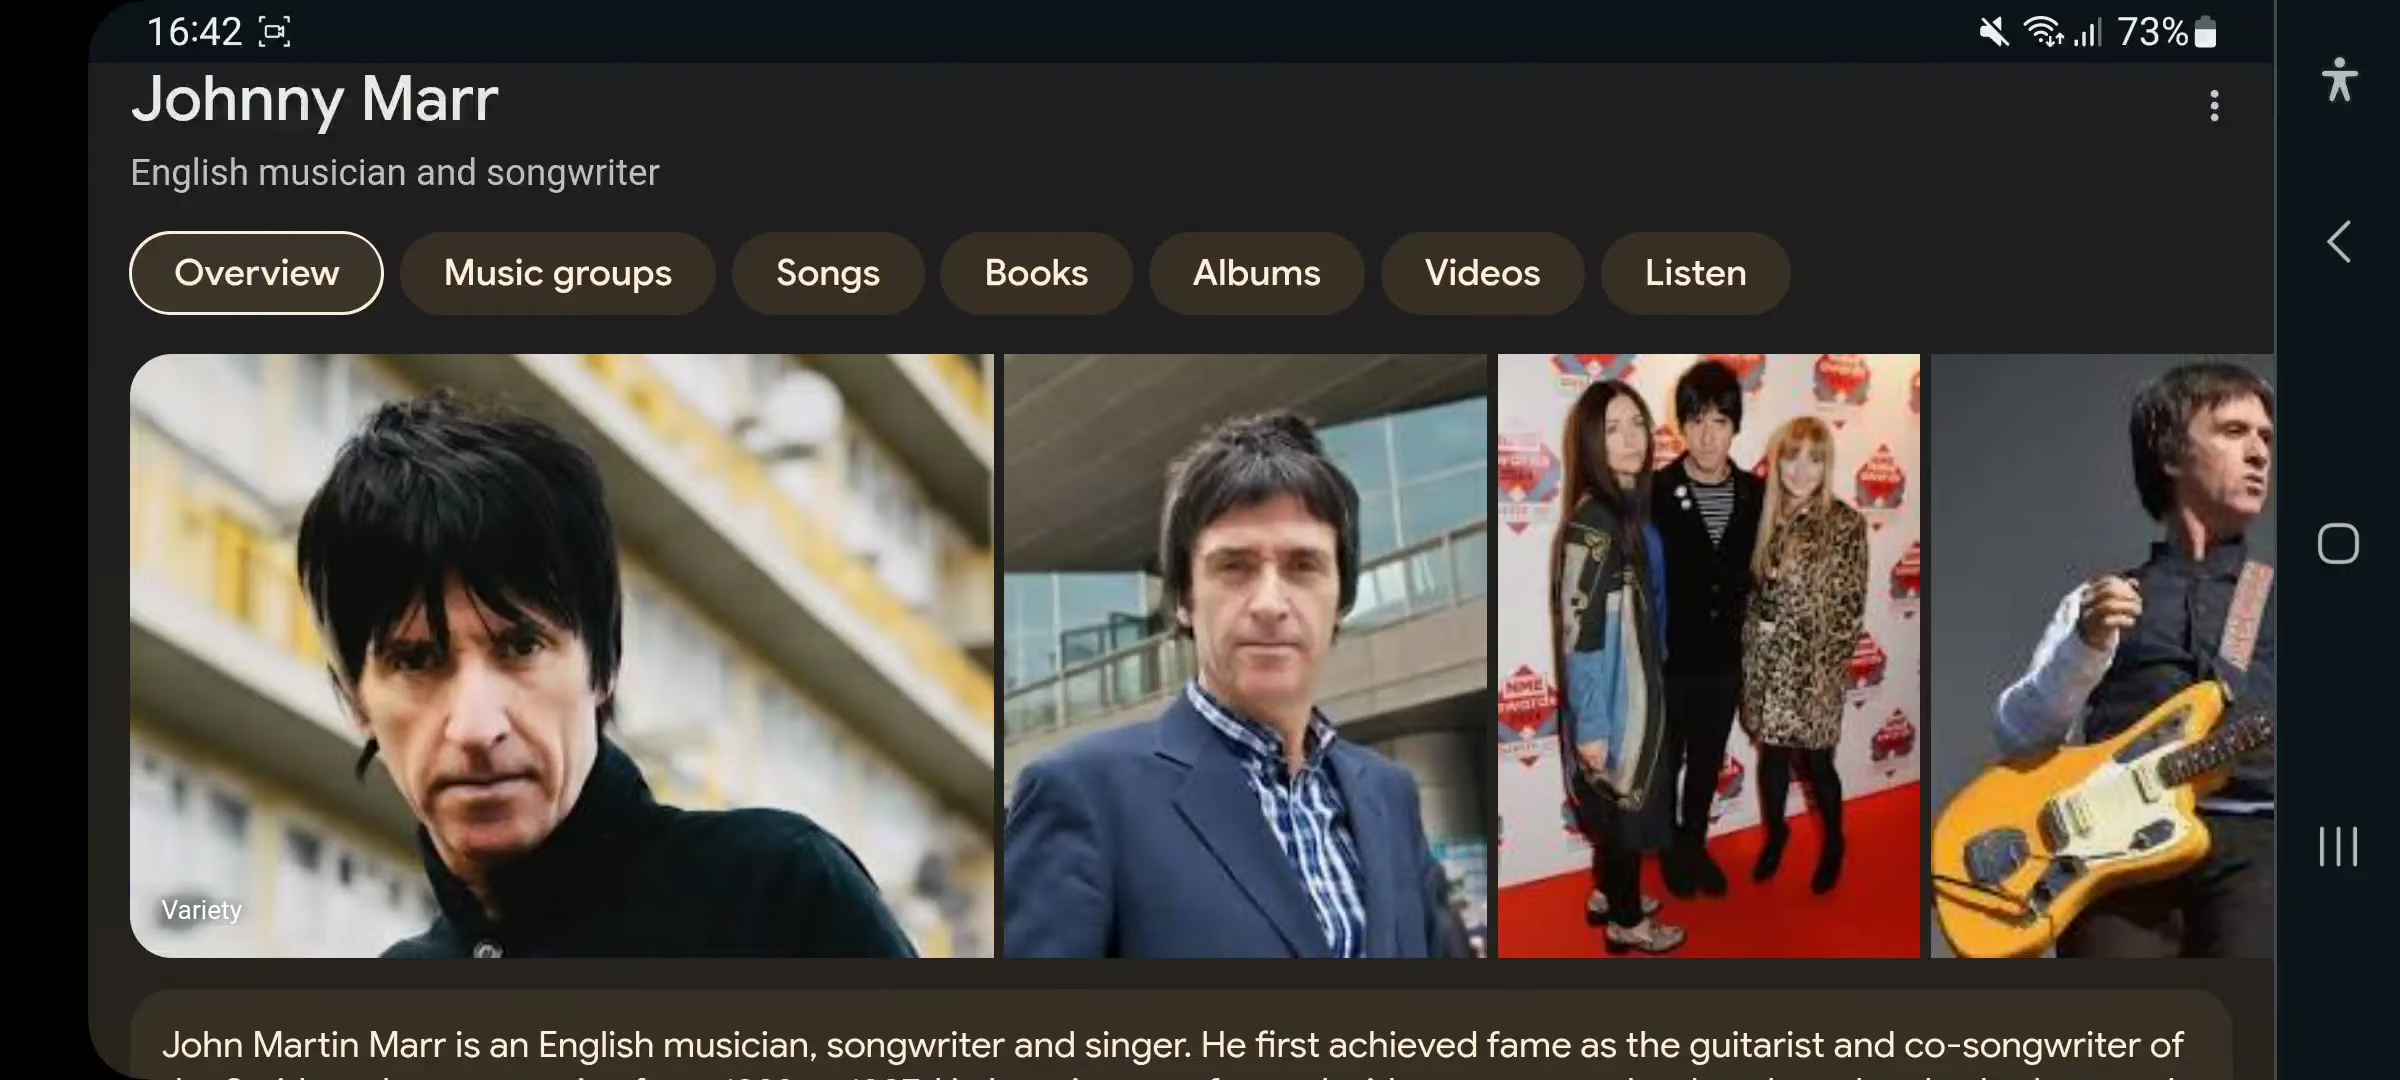 16:42
73%
Johnny Marr
English musician and songwriter
Overview
Music groups
Songs
Books
Albums
Videos
Listen
NME
awards
Variety
John Martin Marr is an English musician, songwriter and singer. He first achieved fame as the guitarist and co-songwriter of